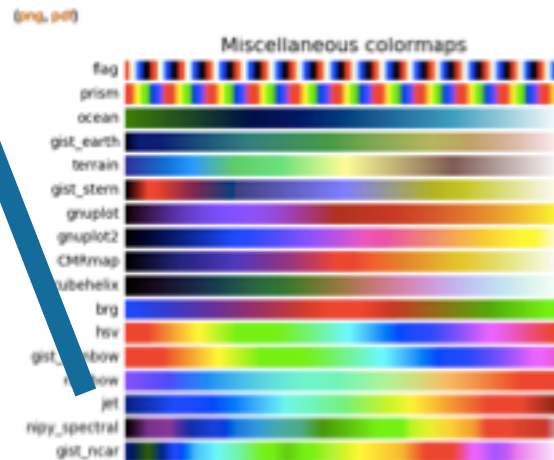 (png, pdf)
Miscellaneous colormaps
flag
prism
ocean
gist_earth
terrain
gist_stern
gnuplot
gnuplot2
CMRmap
brg
hsv
jet
nipy_spectral
gist_ncar